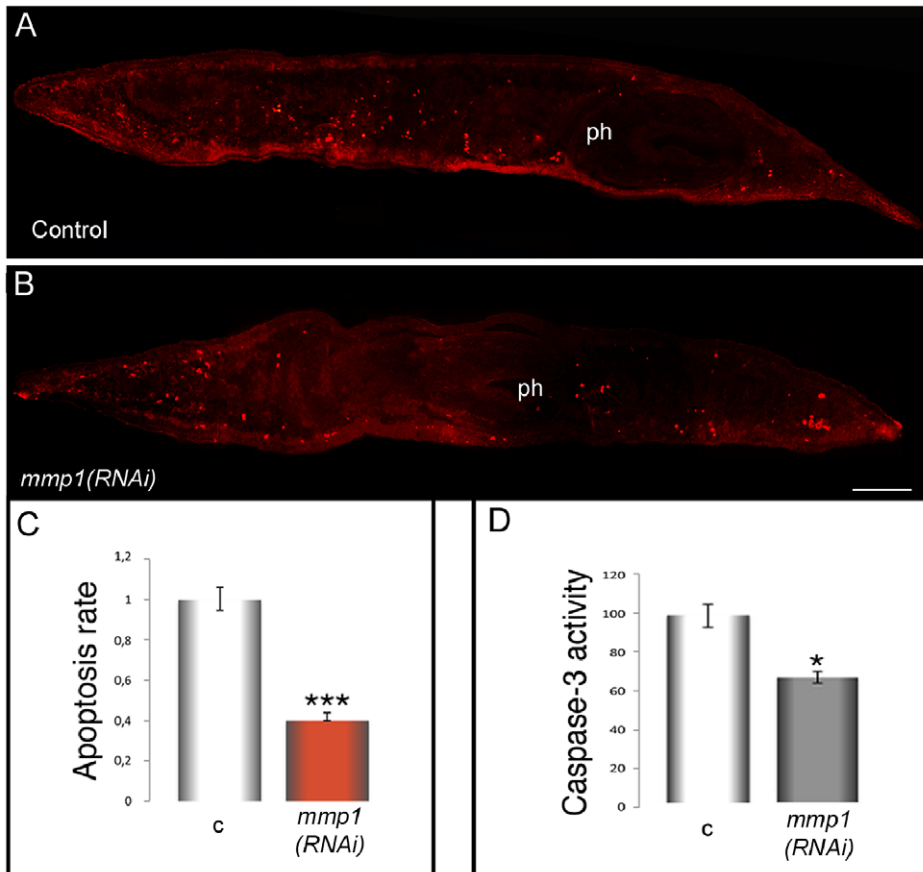 A
ph
Control
B
ph
mmp1(RNAi)
C
Apoptosis rate
1,2
1
0,8
0,6
0,4
0,2
0
***
c
mmp1
(RNAi)
D
Caspase-3 activity
120
100
80
60
40
20
0
*
c
mmp1
(RNAi)